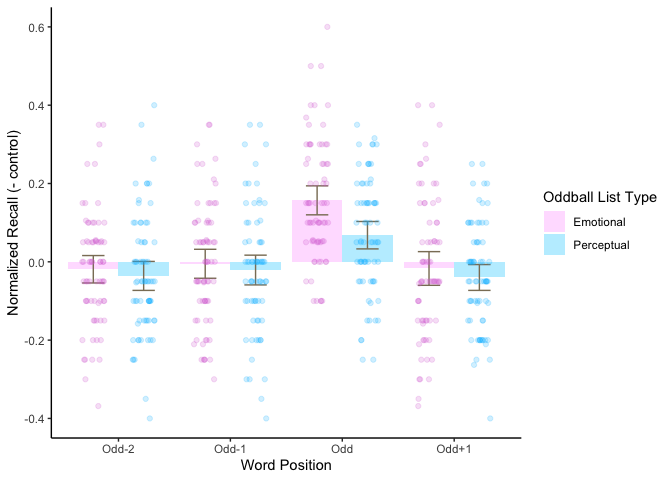 0.6
0.4
0.2
0.0
-0.2
-0.4
Normalized Recall (- control)
Odd-2
Odd-1
Odd
Odd+1
Word Position
Oddball List Type
Emotional
Perceptual